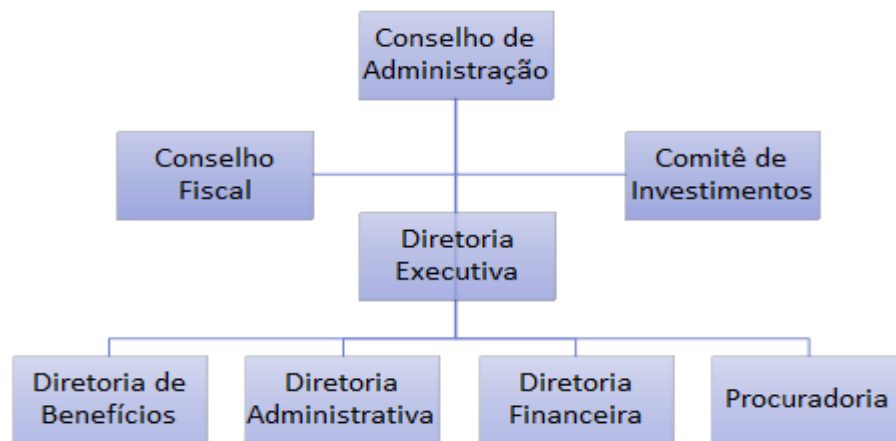 Conselho de
Administração
Conselho
Fiscal
Comitê de
Investimentos
Diretoria
Executiva
Diretoria de
Benefícios
Diretoria
Administrativa
Diretoria
Financeira
Procuradoria